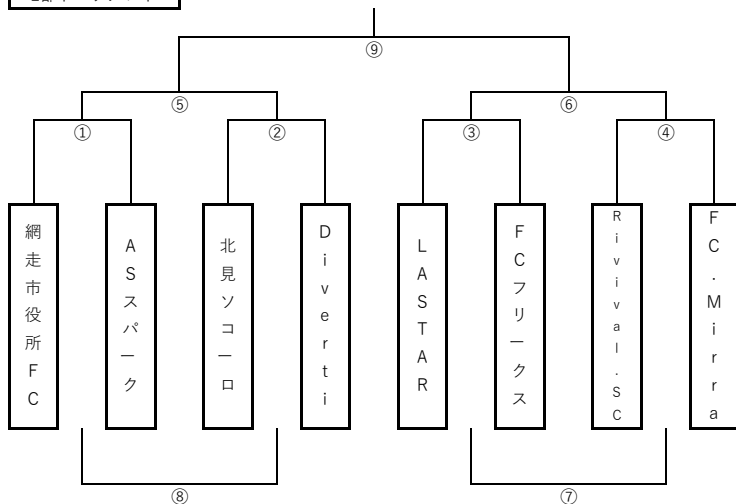 ⑨
⑤
⑥
①
②
③
④
網走市役所FC
ASスパーク
北見ソコーロ
Diverti
LASTAR
FCフリークス
Rivival.SC
FC.Mirra
⑧
⑦